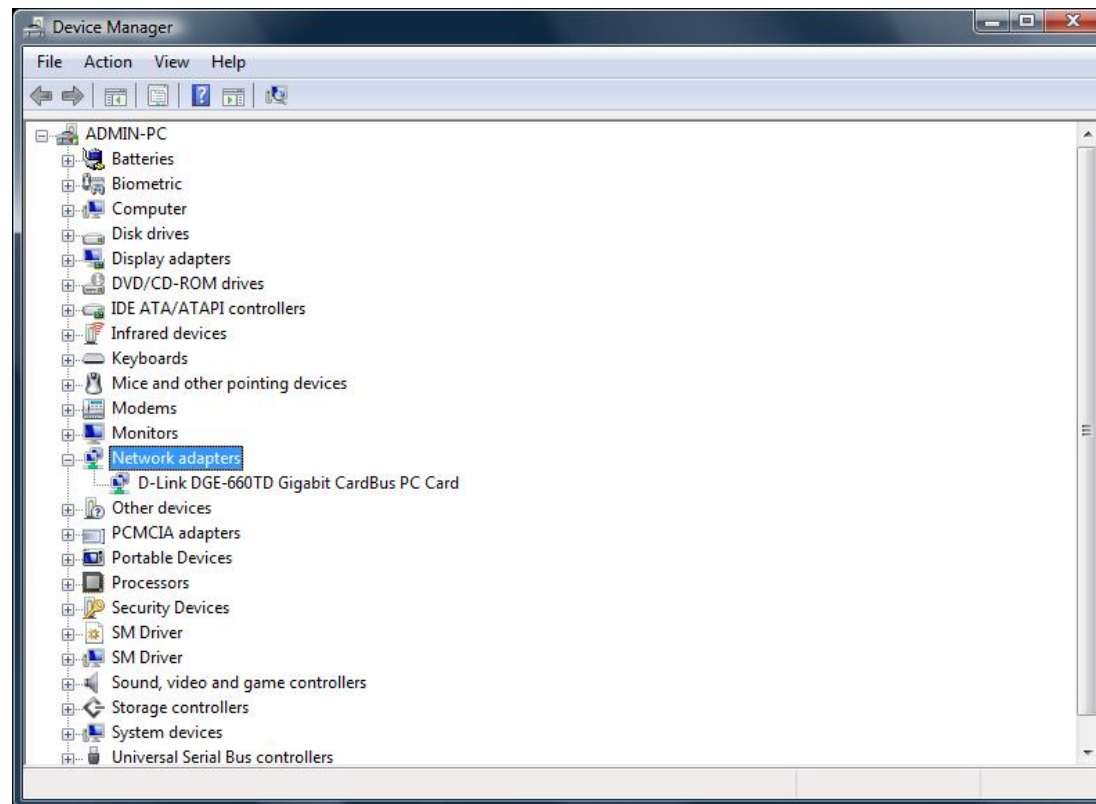 Device Manager
File Action View Help
ADMIN-PC
Batteries
Biometric
Computer
Disk drives
Display adapters
DVD/CD-ROM drives
IDE ATA/ATAPI controllers
Infrared devices
Keyboards
Mice and other pointing devices
Modems
Monitors
Network adapters
D-Link DGE-660TD Gigabit CardBus PC Card
Other devices
PCMCIA adapters
Portable Devices
Processors
Security Devices
SM Driver
SM Driver
Sound, video and game controllers
Storage controllers
System devices
Universal Serial Bus controllers